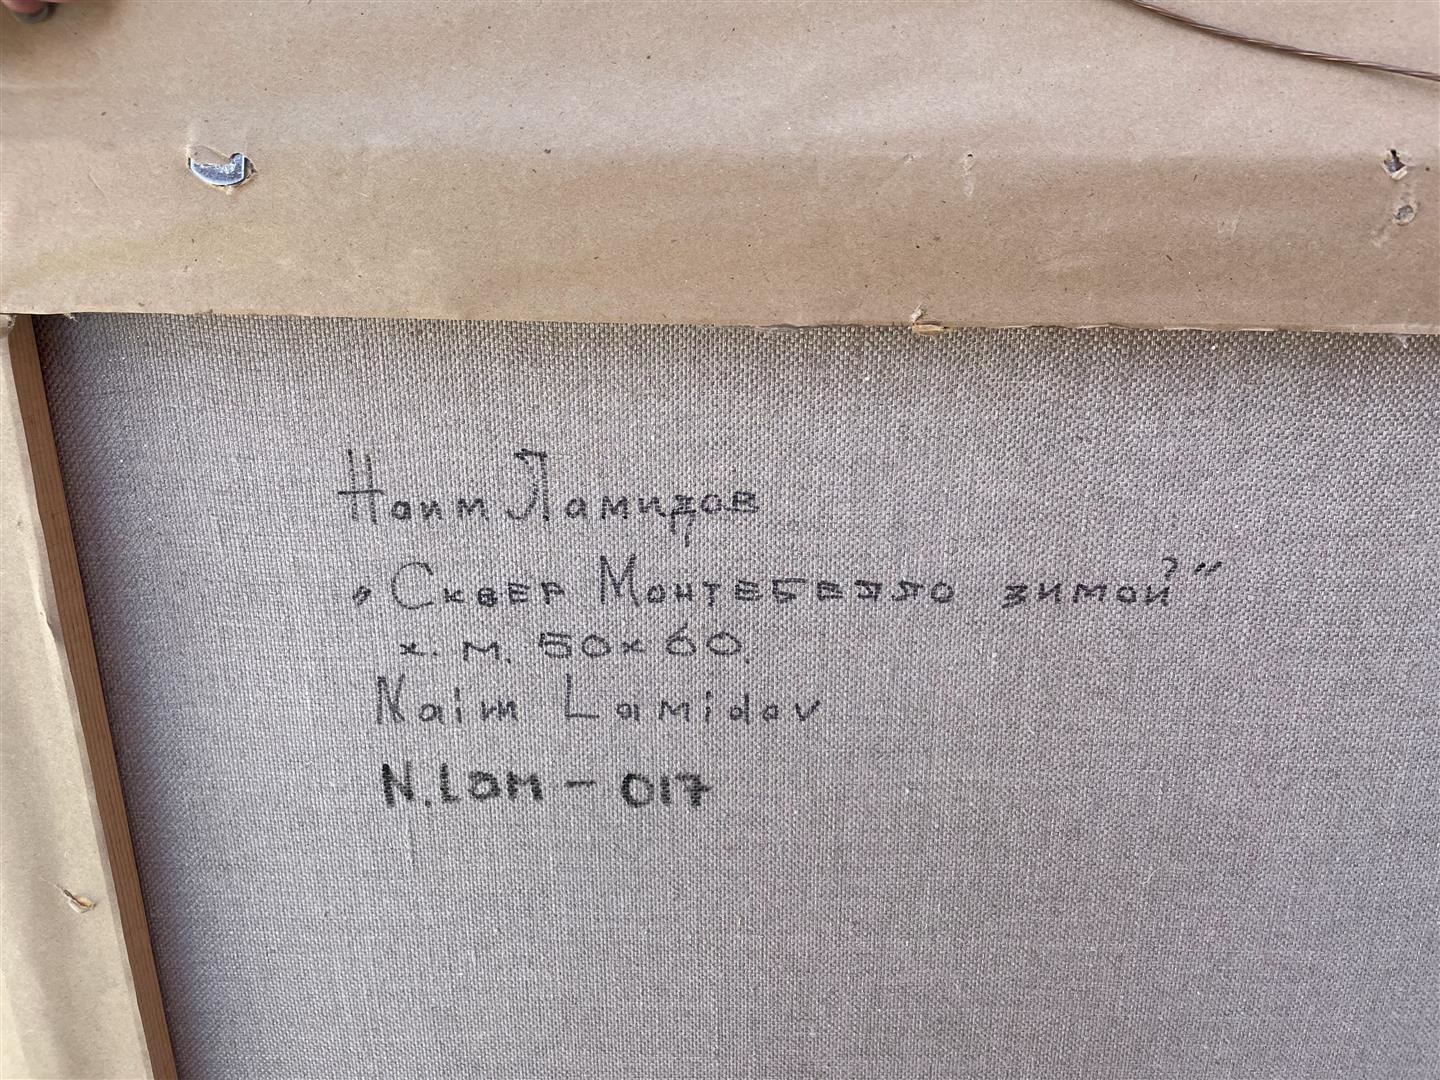 Наим Ламидов
„Сквер Монтебелло зимой"
х.м. 50х60.
Naim Lamidov
N.Lam - 017